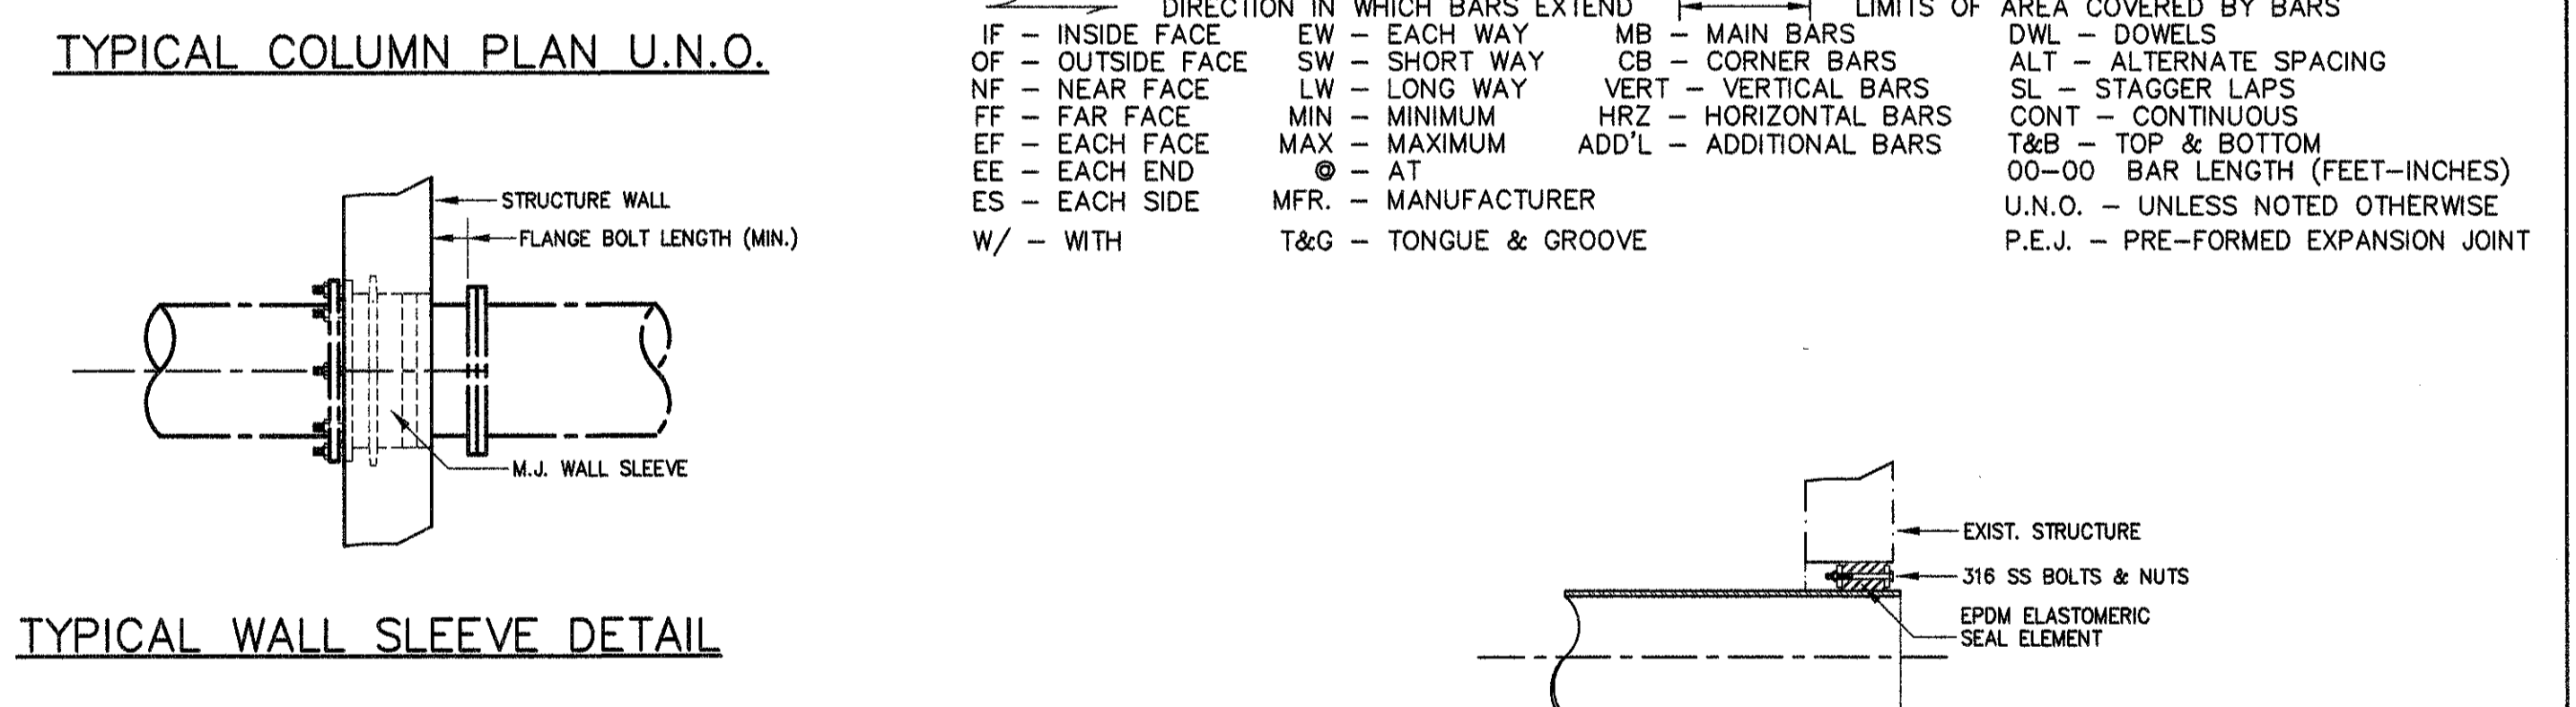 DIRECTION IN WHICH BARS EXTEND
LIMITS OF AREA COVERED BY BARS
TYPICAL COLUMN PLAN U.N.O.
IF – INSIDE FACE
OF – OUTSIDE FACE
NF – NEAR FACE
FF – FAR FACE
EF – EACH FACE
EE – EACH END
ES – EACH SIDE
W/ – WITH
EW – EACH WAY
SW – SHORT WAY
LW – LONG WAY
MIN – MINIMUM
MAX – MAXIMUM
@ – AT
MFR. – MANUFACTURER
T&G – TONGUE & GROOVE
MB – MAIN BARS
CB – CORNER BARS
VERT – VERTICAL BARS
HRZ – HORIZONTAL BARS
ADD'L – ADDITIONAL BARS
DWL – DOWELS
ALT – ALTERNATE SPACING
SL – STAGGER LAPS
CONT – CONTINUOUS
T&B – TOP & BOTTOM
00–00 BAR LENGTH (FEET–INCHES)
U.N.O. – UNLESS NOTED OTHERWISE
P.E.J. – PRE–FORMED EXPANSION JOINT
STRUCTURE WALL
FLANGE BOLT LENGTH (MIN.)
M.J. WALL SLEEVE
TYPICAL WALL SLEEVE DETAIL
EXIST. STRUCTURE
316 SS BOLTS & NUTS
EPDM ELASTOMERIC
SEAL ELEMENT